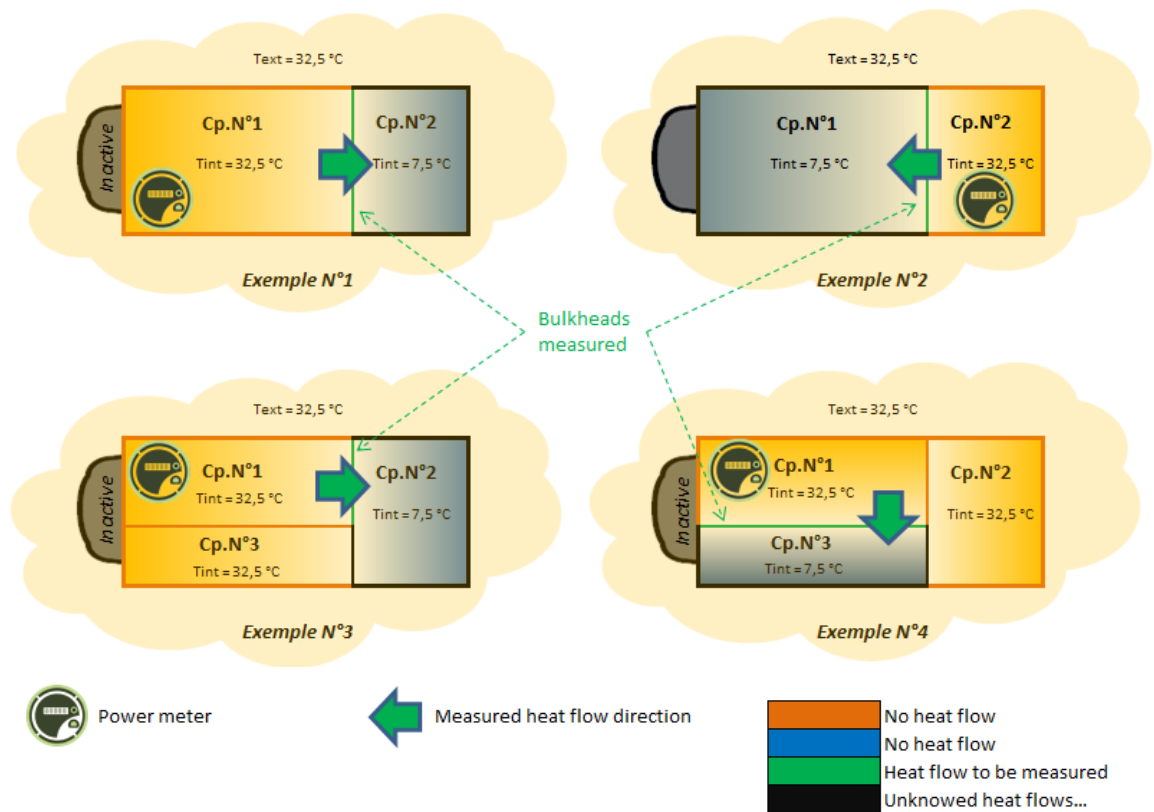 Text = 32,5 °C
Cp.N°1
Cp.N°2
Tint = 32,5 °C
Tint = 7,5 °C
Inactive
Exemple N°1
Text = 32,5 °C
Cp.N°1
Cp.N°2
Tint = 7,5 °C
Tint = 32,5 °C
Exemple N°2
Bulkheads
measured
Text = 32,5 °C
Cp.N°1
Cp.N°2
Tint = 32,5 °C
Tint = 7,5 °C
Inactive
Cp.N°3
Tint = 32,5 °C
Exemple N°3
Text = 32,5 °C
Cp.N°1
Cp.N°2
Tint = 32,5 °C
Tint = 32,5 °C
Inactive
Cp.N°3
Tint = 7,5 °C
Exemple N°4
Power meter
Measured heat flow direction
No heat flow
No heat flow
Heat flow to be measured
Unknowed heat flows...